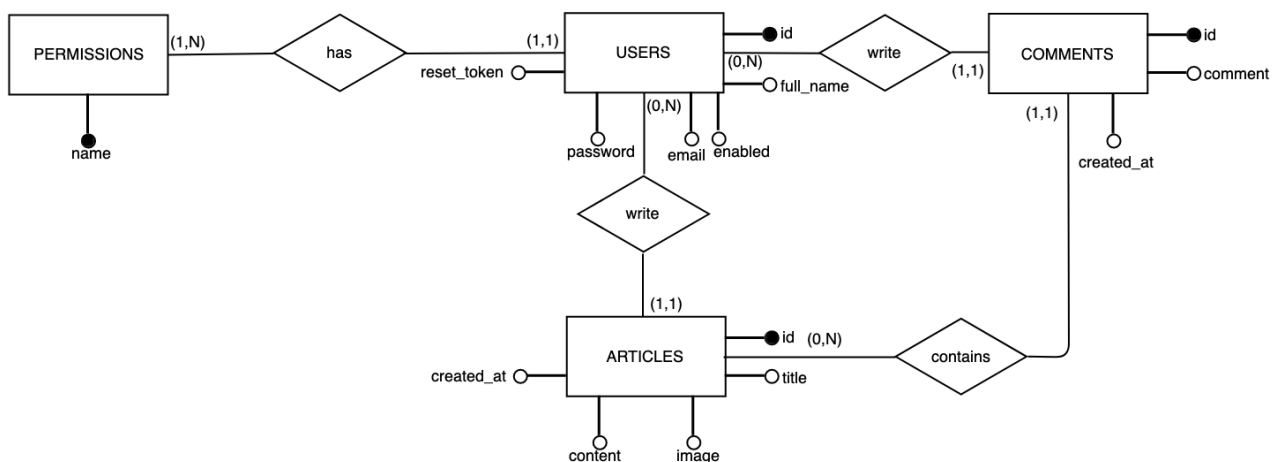 PERMISSIONS
(1,N)
has
(1,1)
USERS
id
(0,N)
write
(1,1)
COMMENTS
id
reset_token
full_name
comment
(0,N)
(1,1)
password
email
enabled
name
created_at
write
(1,1)
ARTICLES
id
(0,N)
contains
created_at
title
content
image